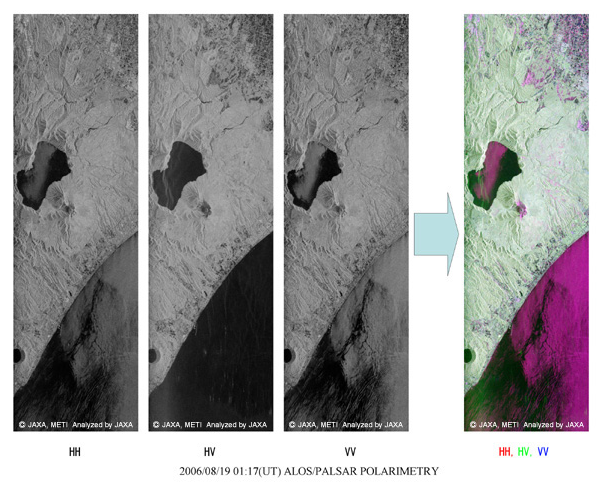 © JAXA, METI Analyzed by JAXA
© JAXA, METI Analyzed by JAXA
© JAXA, METI Analyzed by JAXA
© JAXA, METI Analyzed by JAXA
HH
HV
VV
HH, HV, VV
2006/08/19 01:17(UT) ALOS/PALSAR POLARIMETRY